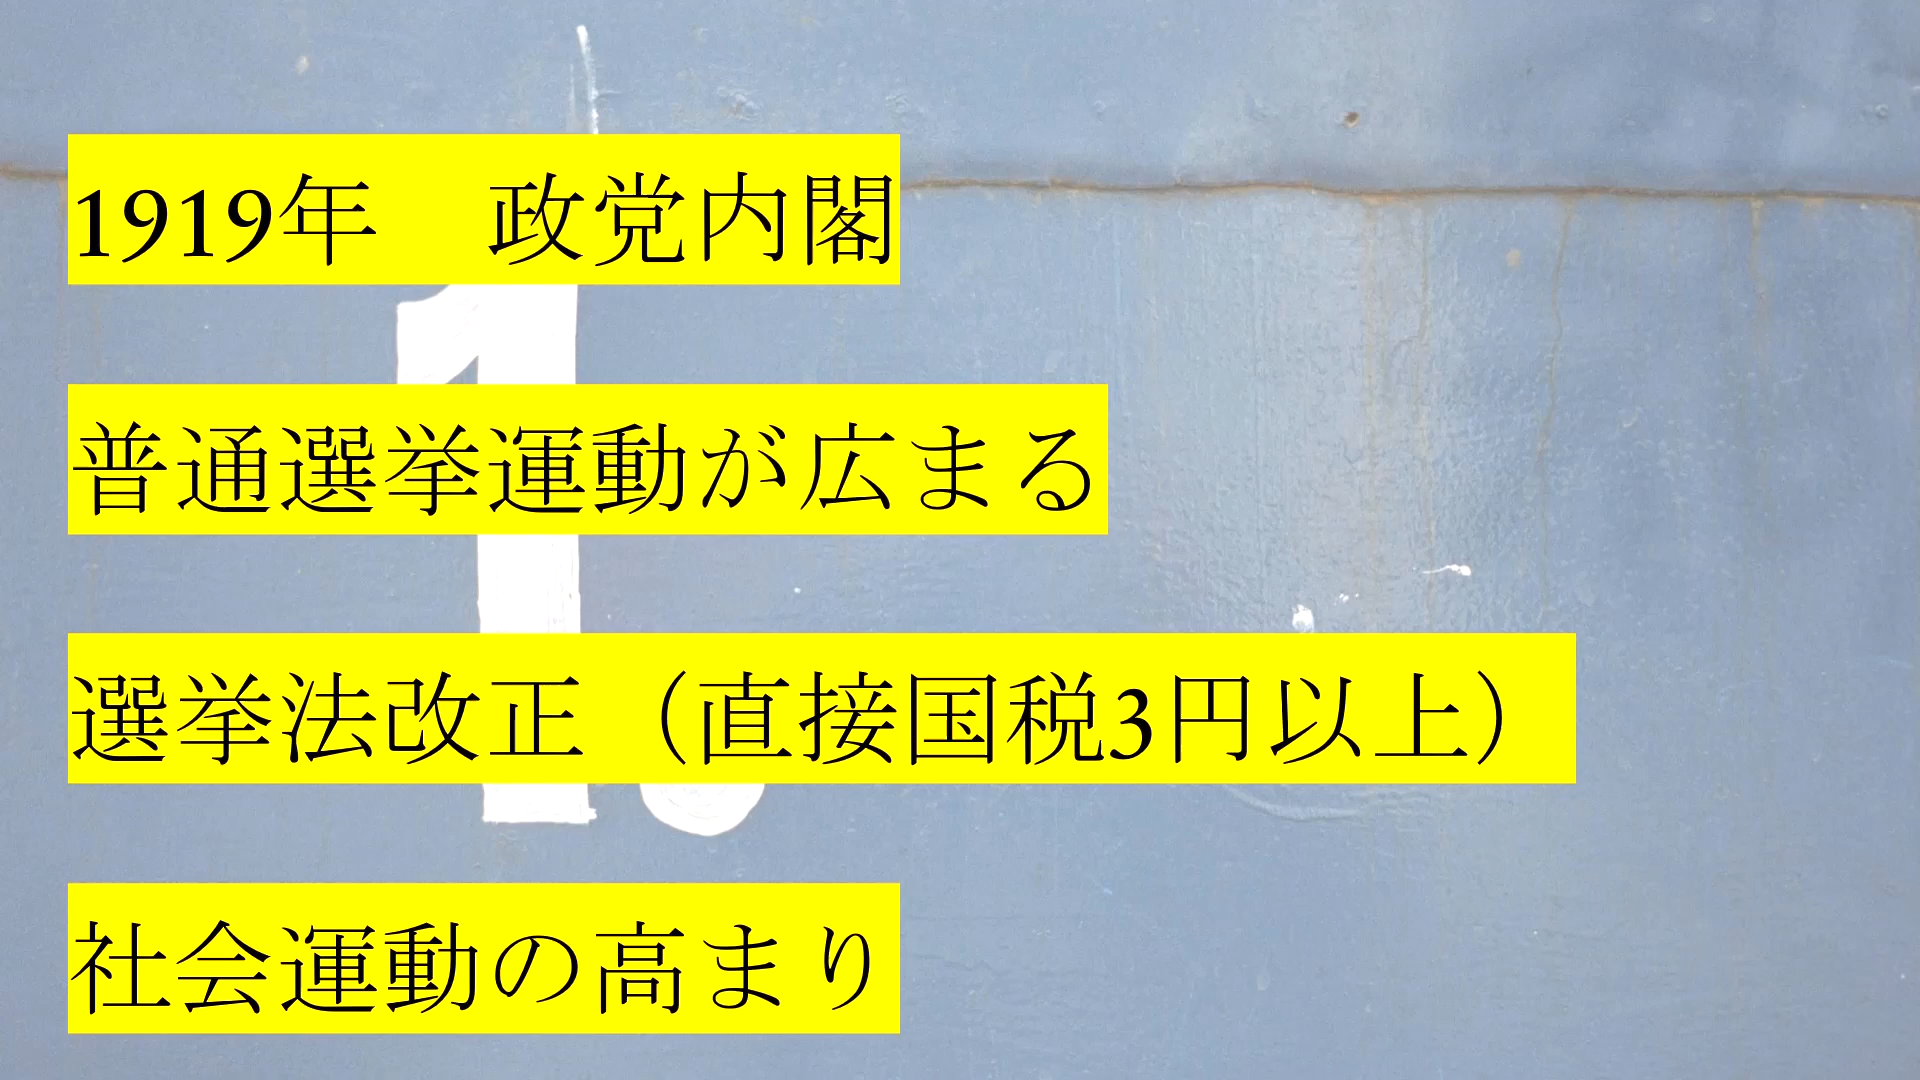 1919年　政党内閣
普通選挙運動が広まる
選挙法改正（直接国税3円以上）
社会運動の高まり
1.